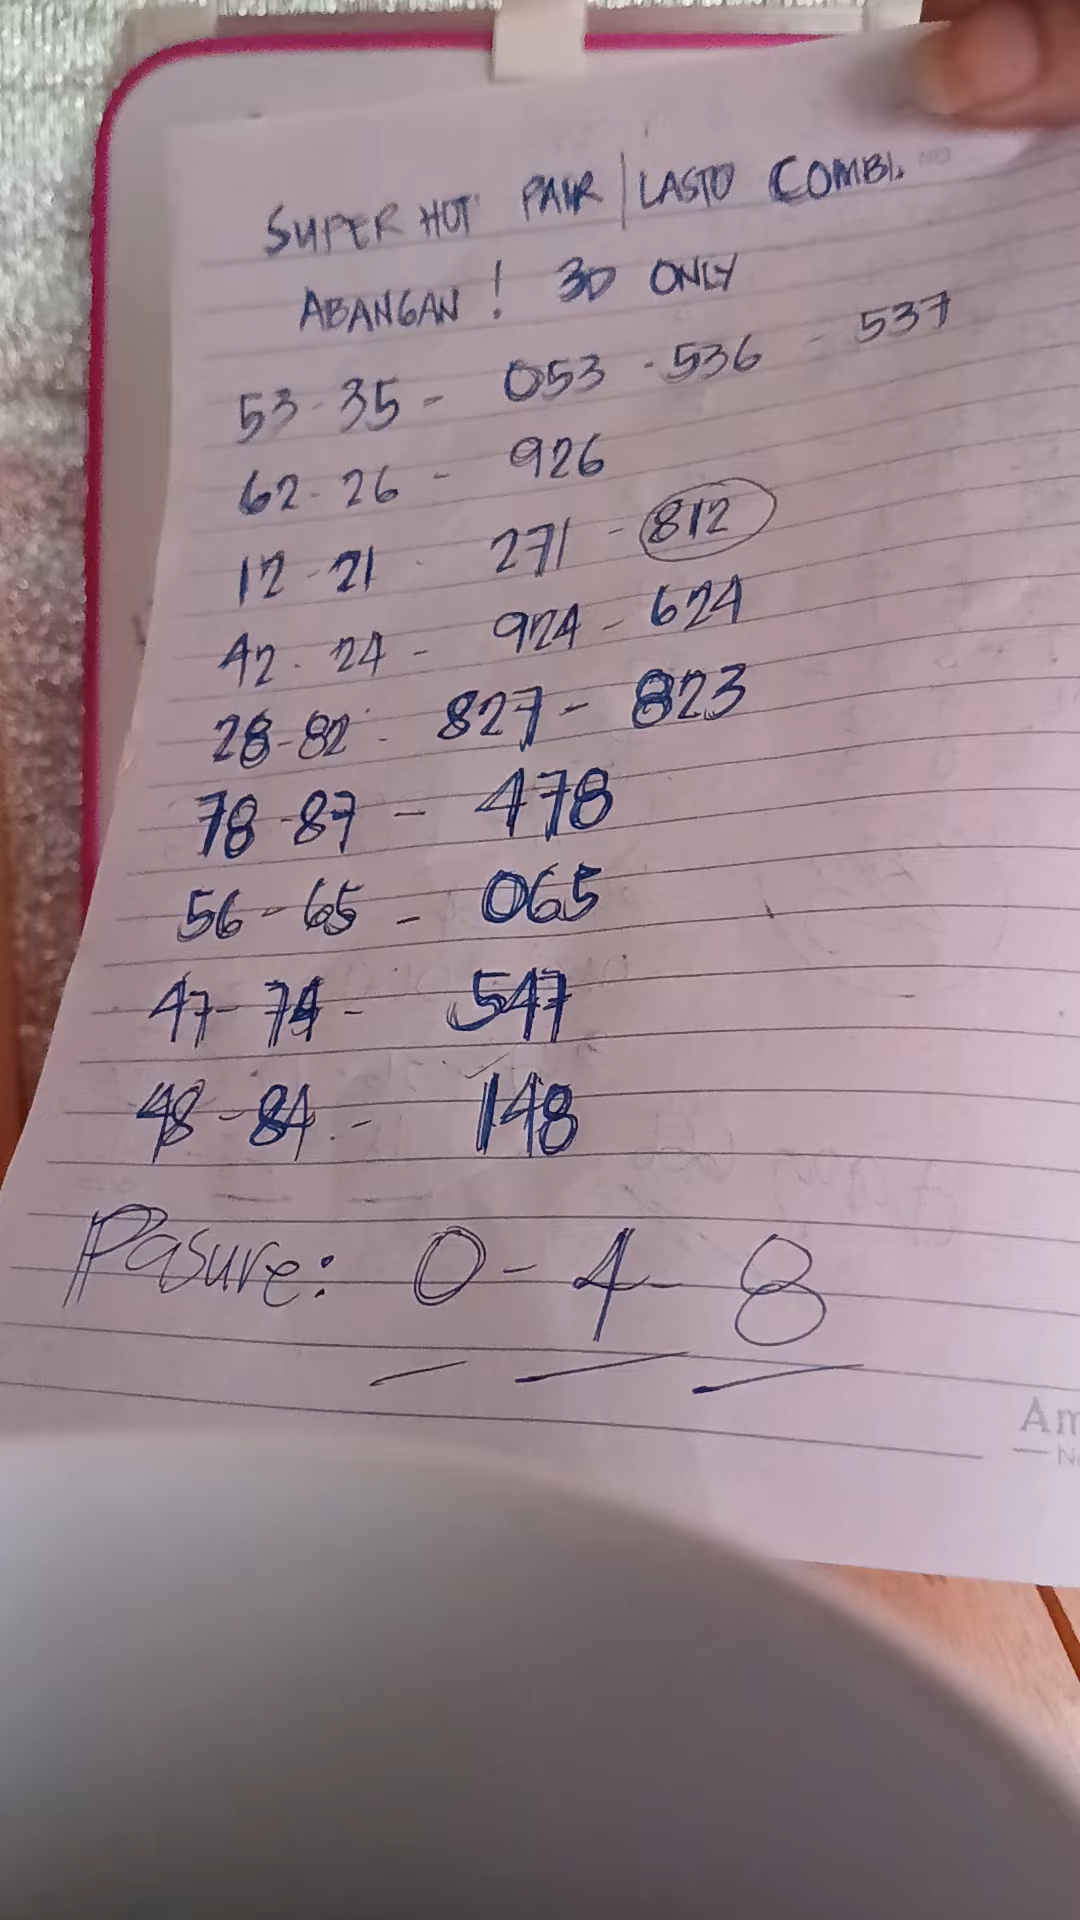 SUPER HOT PAIR | LASTO COMBI.
ABANGAN! 3D ONLY
53-35 - 053 - 536 - 537
62-26 - 926
12-21 - 271 - 812
42-24 - 924 - 624
28-82 - 827 - 823
78-87 - 478
56-65 - 065
47-74 - 547
48-84 - 148
Pasure: 0-4-8